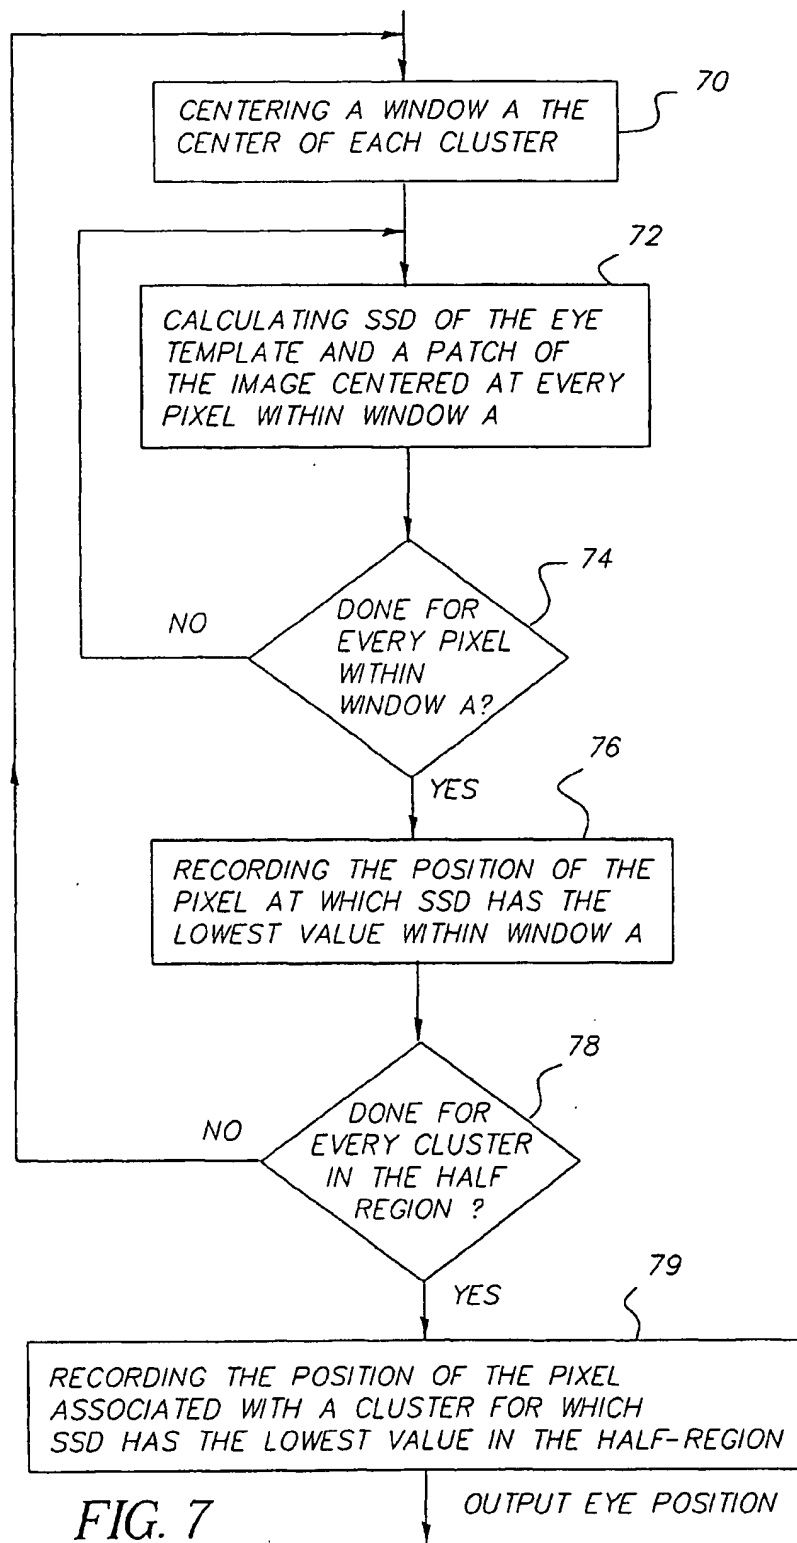 70
CENTERING A WINDOW A THE
CENTER OF EACH CLUSTER
72
CALCULATING SSD OF THE EYE
TEMPLATE AND A PATCH OF
THE IMAGE CENTERED AT EVERY
PIXEL WITHIN WINDOW A
74
DONE FOR
EVERY PIXEL
WITHIN
WINDOW A?
NO
YES
76
RECORDING THE POSITION OF THE
PIXEL AT WHICH SSD HAS THE
LOWEST VALUE WITHIN WINDOW A
78
DONE FOR
EVERY CLUSTER
IN THE HALF
REGION ?
NO
YES
79
RECORDING THE POSITION OF THE PIXEL
ASSOCIATED WITH A CLUSTER FOR WHICH
SSD HAS THE LOWEST VALUE IN THE HALF-REGION
OUTPUT EYE POSITION
FIG. 7